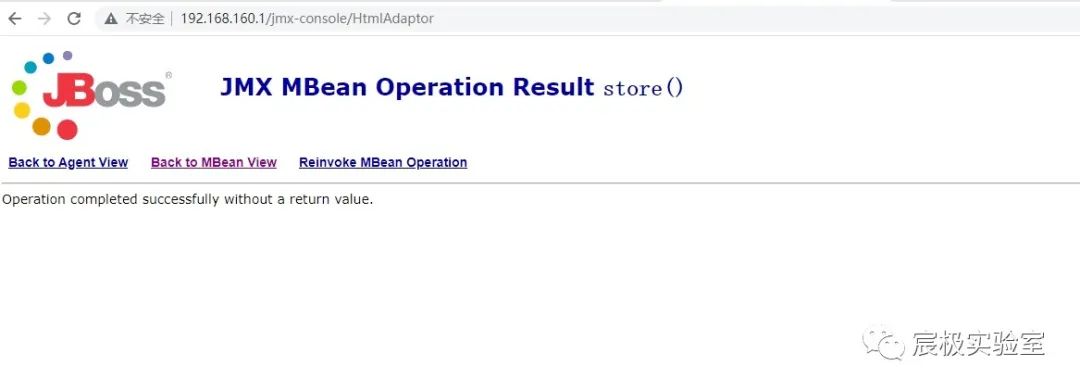 不安全 192.168.160.1/jmx-console/HtmlAdaptor
JBoss®
JMX MBean Operation Result store()
Back to Agent View Back to MBean View Reinvoke MBean Operation
Operation completed successfully without a return value.
宸极实验室